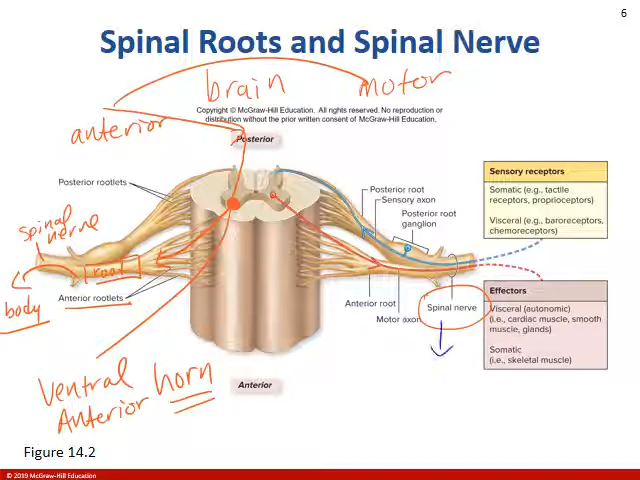 6
Spinal Roots and Spinal Nerve
brain
motor
anterior
Copyright © McGraw-Hill Education. All rights reserved. No reproduction or
distribution without the prior written consent of McGraw-Hill Education.
Posterior
Posterior rootlets
Posterior root
Sensory axon
Posterior root
ganglion
Sensory receptors
Somatic (e.g., tactile
receptors, proprioceptors)
Visceral (e.g., baroreceptors,
chemoreceptors)
spinal
nerve
root
body
Anterior rootlets
Anterior root
Motor axon
Spinal nerve
Effectors
Visceral (autonomic)
(i.e., cardiac muscle, smooth
muscle, glands)
Somatic
(i.e., skeletal muscle)
Ventral horn
Anterior
Anterior
Figure 14.2
© 2019 McGraw-Hill Education